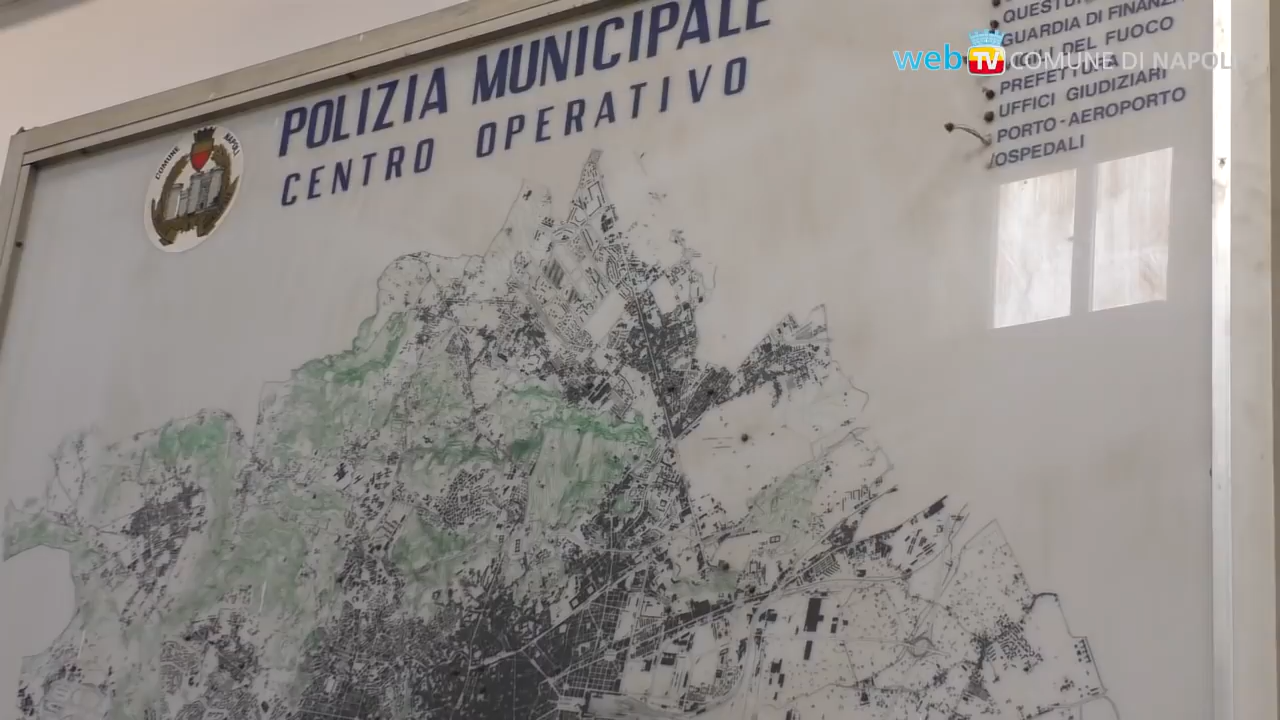 POLIZIA MUNICIPALE
CENTRO OPERATIVO
COMUNE NAPOLI
GUARDIA DI FINANZA
DEL FUOCO
PREFETTURA
UFFICI GIUDIZIARI
PORTO-AEROPORTO
OSPEDALI
web TV COMUNE DI NAPOLI